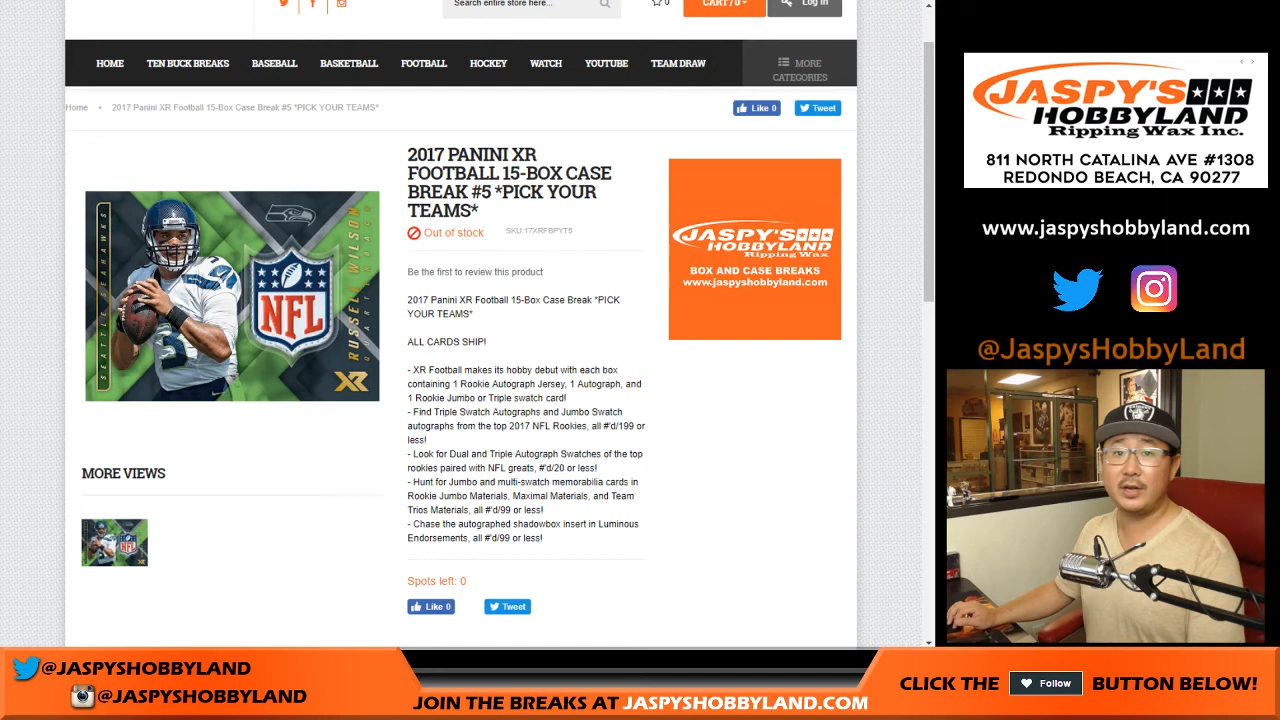 Search entire store here...
0
CART / 0
Log In
HOME
TEN BUCK BREAKS
BASEBALL
BASKETBALL
FOOTBALL
HOCKEY
WATCH
YOUTUBE
TEAM DRAW
MORE
CATEGORIES
Home • 2017 Panini XR Football 15-Box Case Break #5 *PICK YOUR TEAMS*
Like 0
Tweet
SEATTLE SEAHAWKS
NFL
RUSSELL WILSON
QUARTERBACK
XR
2017 PANINI XR
FOOTBALL 15-BOX CASE
BREAK #5 *PICK YOUR
TEAMS*
Out of stock
SKU:17XRFBPYT5
Be the first to review this product
2017 Panini XR Football 15-Box Case Break *PICK
YOUR TEAMS*
ALL CARDS SHIP!
- XR Football makes its hobby debut with each box
containing 1 Rookie Autograph Jersey, 1 Autograph, and
1 Rookie Jumbo or Triple swatch card!
- Find Triple Swatch Autographs and Jumbo Swatch
autographs from the top 2017 NFL Rookies, all #'d/199 or
less!
- Look for Dual and Triple Autograph Swatches of the top
rookies paired with NFL greats, #'d/20 or less!
- Hunt for Jumbo and multi-swatch memorabilia cards in
Rookie Jumbo Materials, Maximal Materials, and Team
Trios Materials, all #'d/99 or less!
- Chase the autographed shadowbox insert in Luminous
Endorsements, all #'d/99 or less!
Spots left: 0
Like 0
Tweet
MORE VIEWS
JASPY'S
HOBBYLAND
Ripping Wax
BOX AND CASE BREAKS
www.jaspyshobbyland.com
JASPY'S
HOBBYLAND
Ripping Wax Inc.
811 NORTH CATALINA AVE #1308
REDONDO BEACH, CA 90277
www.jaspyshobbyland.com
@JaspysHobbyLand
@JASPYSHOBBYLAND
@JASPYSHOBBYLAND
JOIN THE BREAKS AT JASPYSHOBBYLAND.COM
CLICK THE Follow BUTTON BELOW!